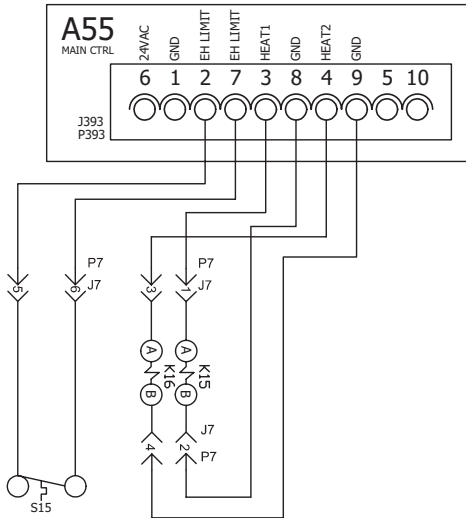 A55
MAIN CTRL
24VAC GND EH LIMIT EH LIMIT HEAT1 GND HEAT2 GND
6 1 2 7 3 8 4 9 5 10
J393
P393
P7 P7
5 6 J7 3 1 J7
A A
K16 K15
B B
J7
4 2 P7
S15